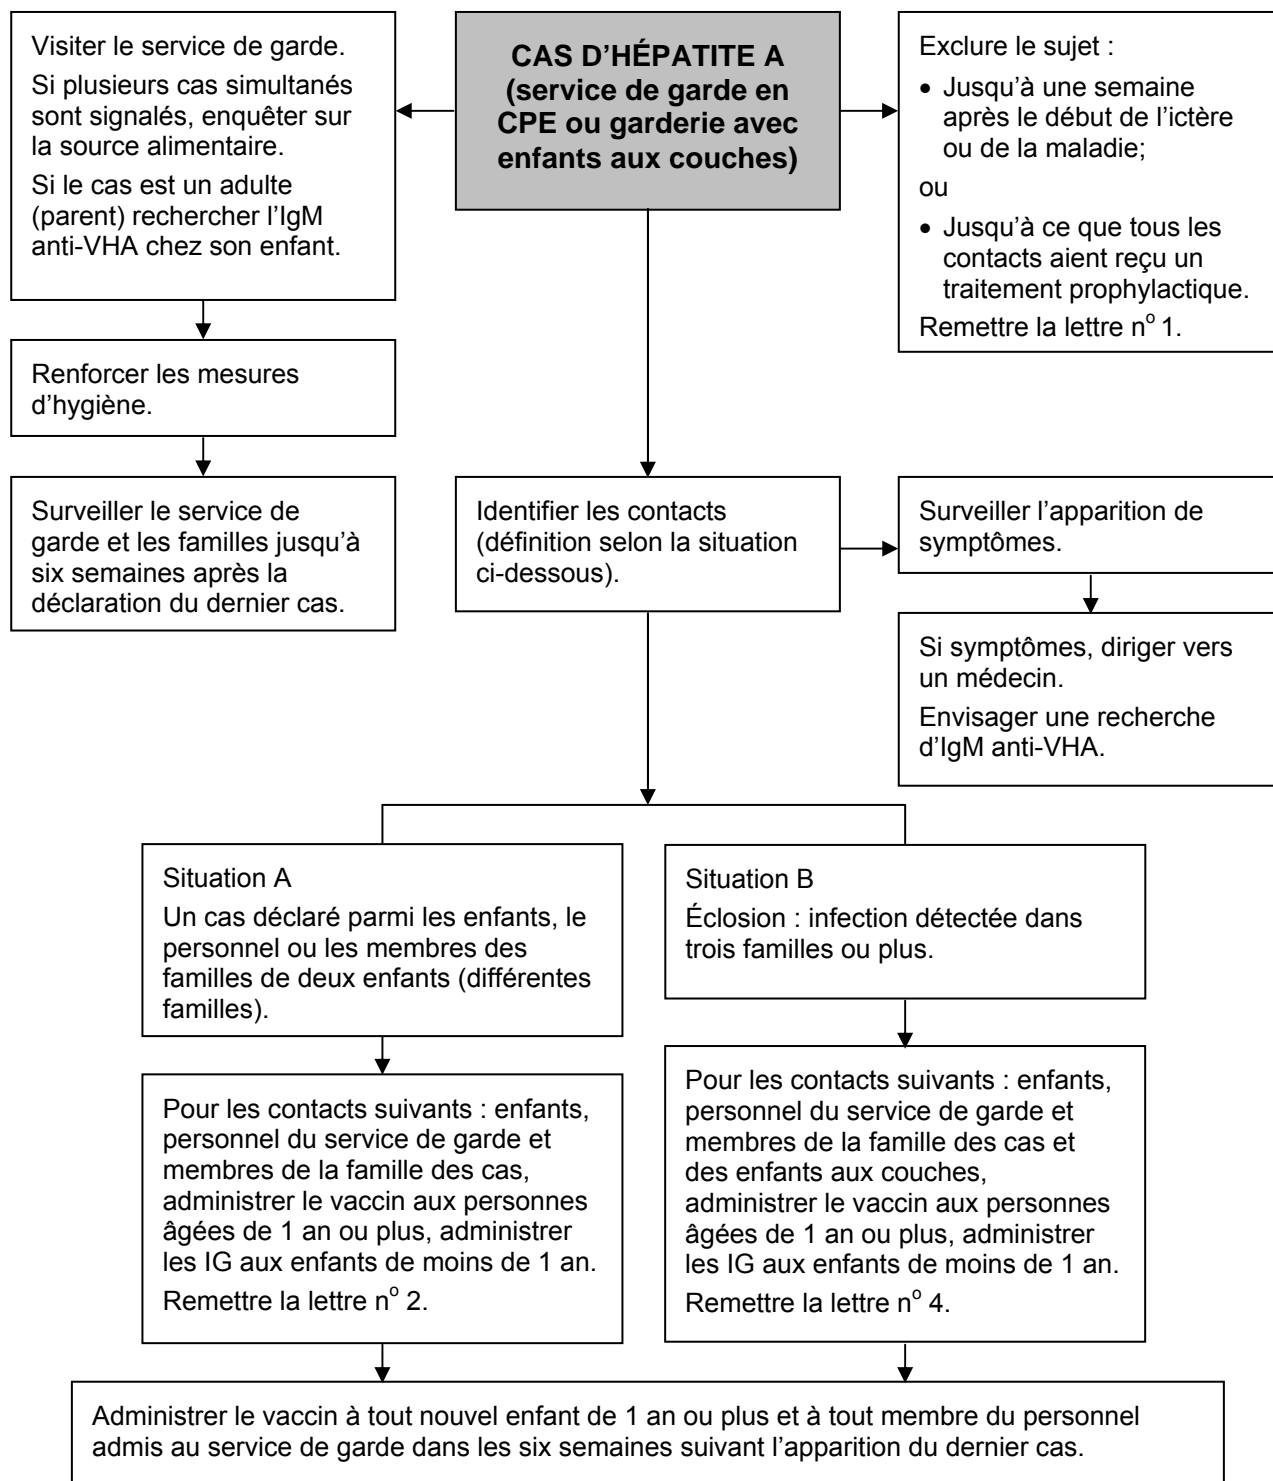 CAS D’HÉPATITE A
(service de garde en
CPE ou garderie avec
enfants aux couches)
Visiter le service de garde.
Si plusieurs cas simultanés
sont signalés, enquêter sur
la source alimentaire.
Si le cas est un adulte
(parent) rechercher l’IgM
anti-VHA chez son enfant.
Renforcer les mesures
d’hygiène.
Surveiller le service de
garde et les familles jusqu’à
six semaines après la
déclaration du dernier cas.
Exclure le sujet :
• Jusqu’à une semaine
après le début de l’ictère
ou de la maladie;
ou
• Jusqu’à ce que tous les
contacts aient reçu un
traitement prophylactique.
Remettre la lettre nº 1.
Identifier les contacts
(définition selon la situation
ci-dessous).
Surveiller l’apparition de
symptômes.
Si symptômes, diriger vers
un médecin.
Envisager une recherche
d’IgM anti-VHA.
Situation A
Un cas déclaré parmi les enfants, le
personnel ou les membres des
familles de deux enfants (différentes
familles).
Pour les contacts suivants : enfants,
personnel du service de garde et
membres de la famille des cas,
administrer le vaccin aux personnes
âgées de 1 an ou plus, administrer
les IG aux enfants de moins de 1 an.
Remettre la lettre nº 2.
Situation B
Éclosion : infection détectée dans
trois familles ou plus.
Pour les contacts suivants : enfants,
personnel du service de garde et
membres de la famille des cas et
des enfants aux couches,
administrer le vaccin aux personnes
âgées de 1 an ou plus, administrer
les IG aux enfants de moins de 1 an.
Remettre la lettre nº 4.
Administrer le vaccin à tout nouvel enfant de 1 an ou plus et à tout membre du personnel
admis au service de garde dans les six semaines suivant l’apparition du dernier cas.